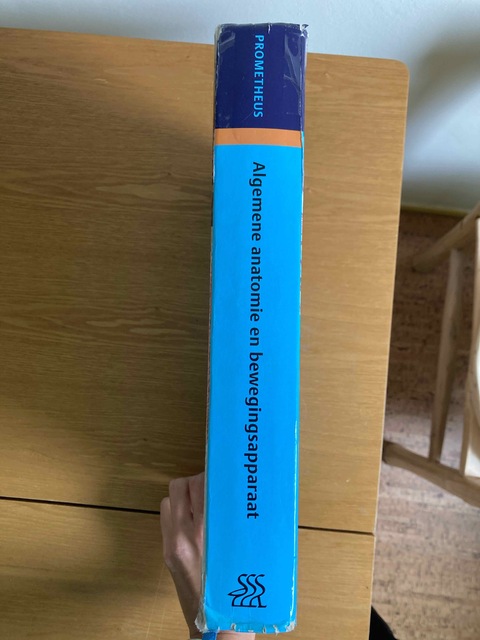 PROMETHEUS
Algemene anatomie en bewegingsapparaat